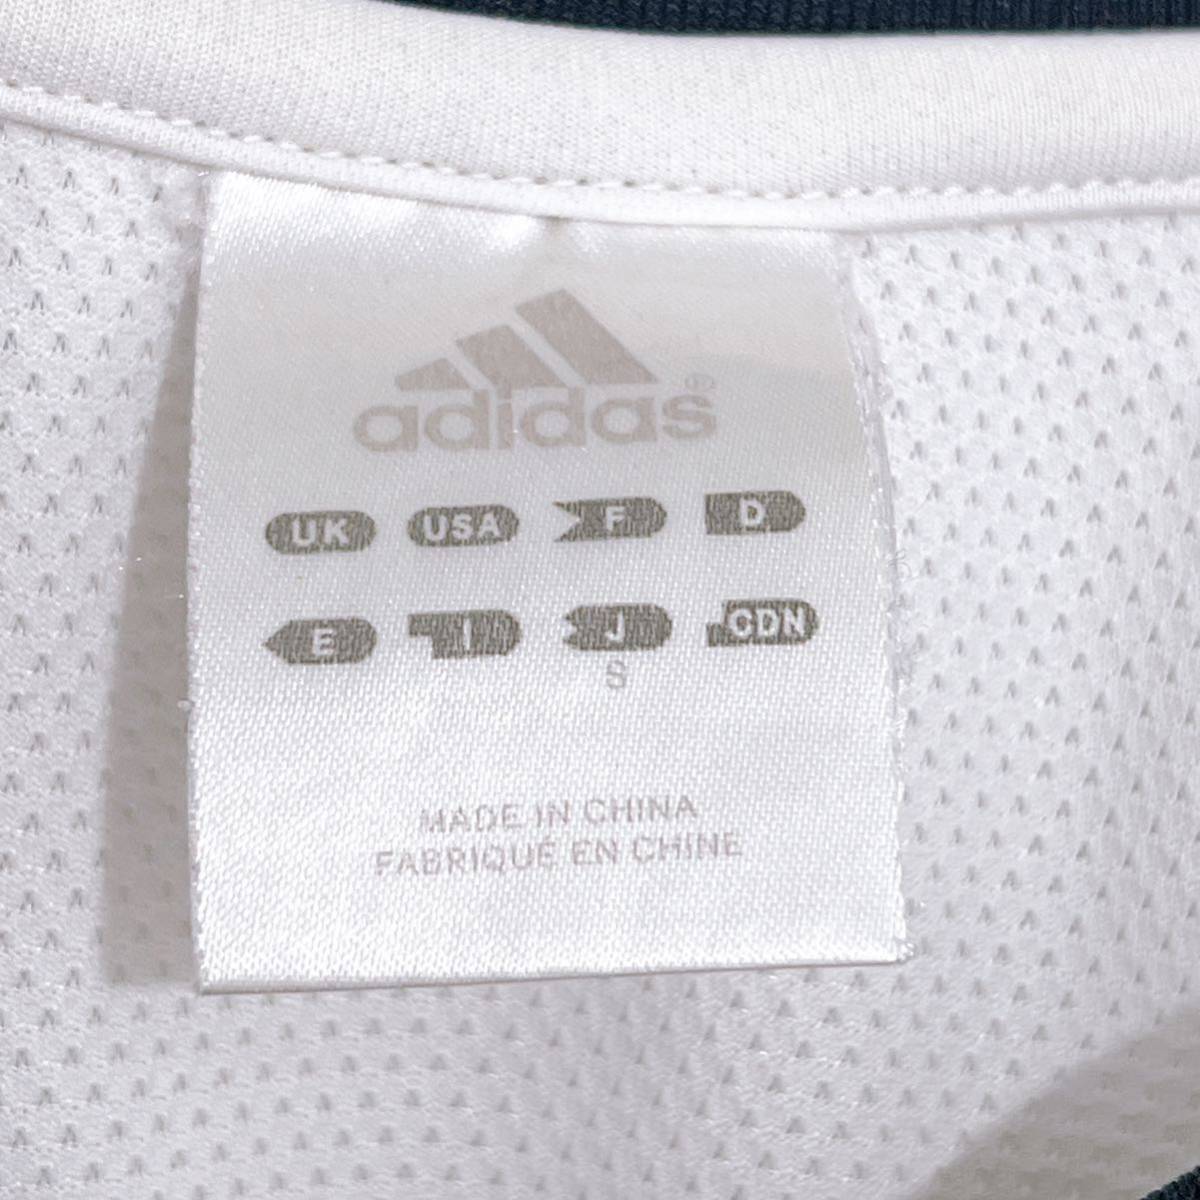 adidas®
UK USA F D
E I J CDN
S
MADE IN CHINA
FABRIQUÉ EN CHINE